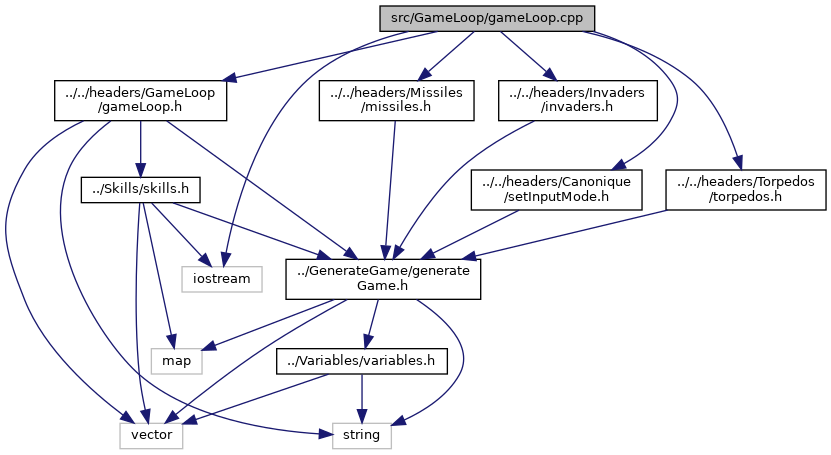 src/GameLoop/gameLoop.cpp
../../headers/GameLoop
/gameLoop.h
../../headers/Missiles
/missiles.h
../../headers/Invaders
/invaders.h
../Skills/skills.h
../../headers/Canonique
/setInputMode.h
../../headers/Torpedos
/torpedos.h
iostream
../GenerateGame/generate
Game.h
map
../Variables/variables.h
vector
string